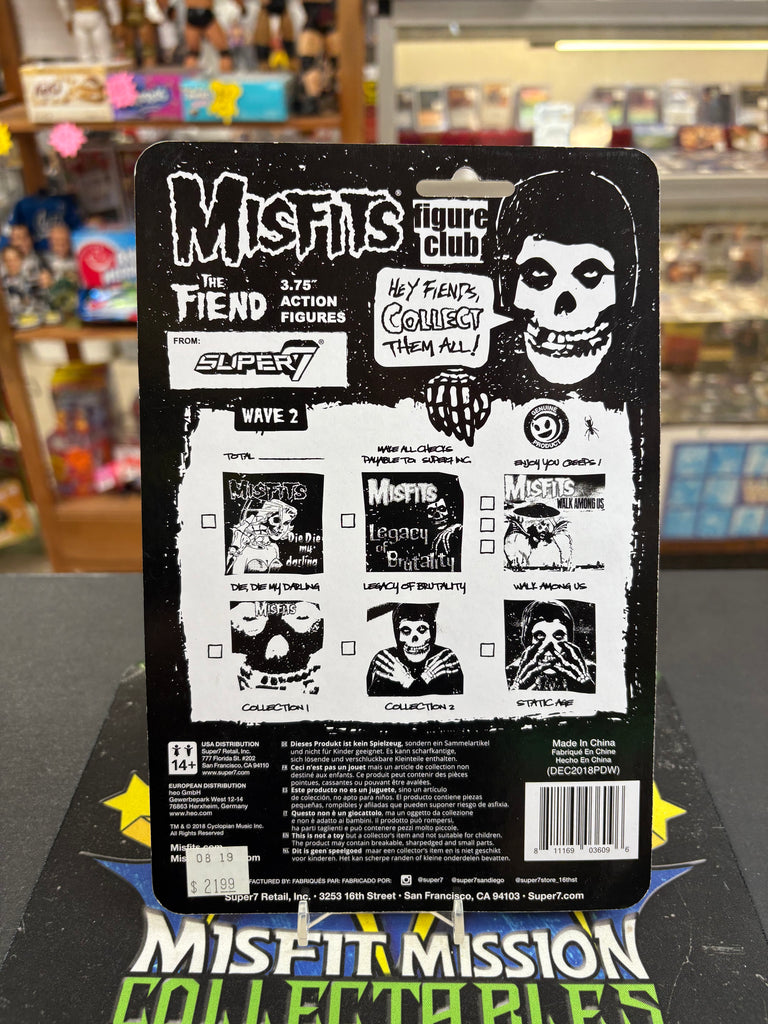 MISFITS®
figure
club
THE
FIEND
3.75"
ACTION
FIGURES
HEY FIENDS,
COLLECT
THEM ALL!
FROM:
SUPER7®
WAVE 2
GENUINE
PRODUCT
TOTAL
MAKE ALL CHECKS
PAYABLE TO: SUPER7 INC
ENJOY YOU CREEPS!
MISFITS
Die Die
my
darling
MISFITS
Legacy
of
Brutality
MISFITS
WALK AMONG US
DIE, DIE MY DARLING
LEGACY OF BRUTALITY
WALK AMONG US
MISFITS
COLLECTION 1
COLLECTION 2
STATIC AGE
14+
USA DISTRIBUTION
Super7 Retail, Inc.
777 Florida St. #202
San Francisco, CA 94110
www.super7.com
EUROPEAN DISTRIBUTION
heo GmbH
Gewerbepark West 12-14
76863 Herxheim, Germany
www.heo.com
TM & © 2018 Cyclopian Music Inc.
All Rights Reserved
Misfits.com
08 19
$ 21.99
Dieses Produkt ist kein Spielzeug, sondern ein Sammelartikel
und nicht für Kinder geeignet. Es kann scharfkantige,
sich lösende und verschluckbare Kleinteile enthalten.
Ceci n'est pas un jouet mais un article de collection non
destiné aux enfants. Ce produit peut contenir des pièces
pointues, cassantes ou pouvant être avalées.
Este producto no es un juguete, sino un artículo
de colección, no apto para niños. El producto contiene piezas
pequeñas, rompibles y afiladas que pueden suponer riesgo de asfixia.
Questo non è un giocattolo, ma un oggetto da collezione
e non è adatto ai bambini. Il prodotto può rompersi,
ha parti taglienti e può contenere pezzi molto piccole.
This is not a toy but a collector's item and not suitable for children.
The product may contain breakable, sharpedged and small parts.
Dit is geen speelgoed maar een collector's item en is niet geschikt
voor kinderen. Het kan scherpe randen of kleine onderdelen bevatten.
Made In China
Fabriqué En Chine
Hecho En China
(DEC2018PDW)
8 11169 03609 6
FABRIQUÉS PAR: FABRICADO POR: @super7 @super7sandiego @super7store_16thst
Super7 Retail, Inc. • 3253 16th Street • San Francisco, CA 94103 • Super7.com
MISFIT MISSION
COLLECTABLES